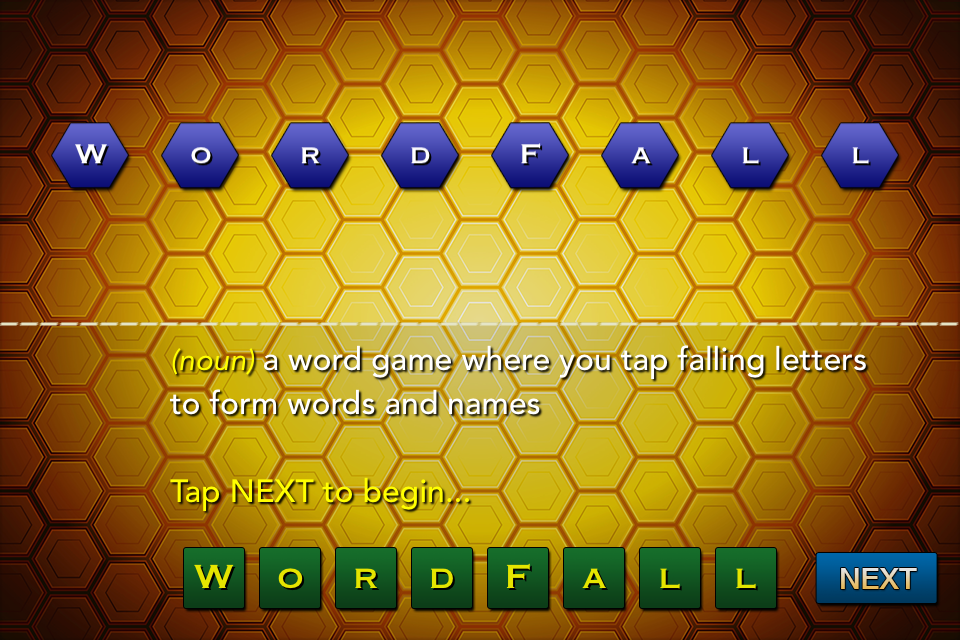 W O R D F A L L
(noun) a word game where you tap falling letters
to form words and names
Tap NEXT to begin...
W O R D F A L L
NEXT